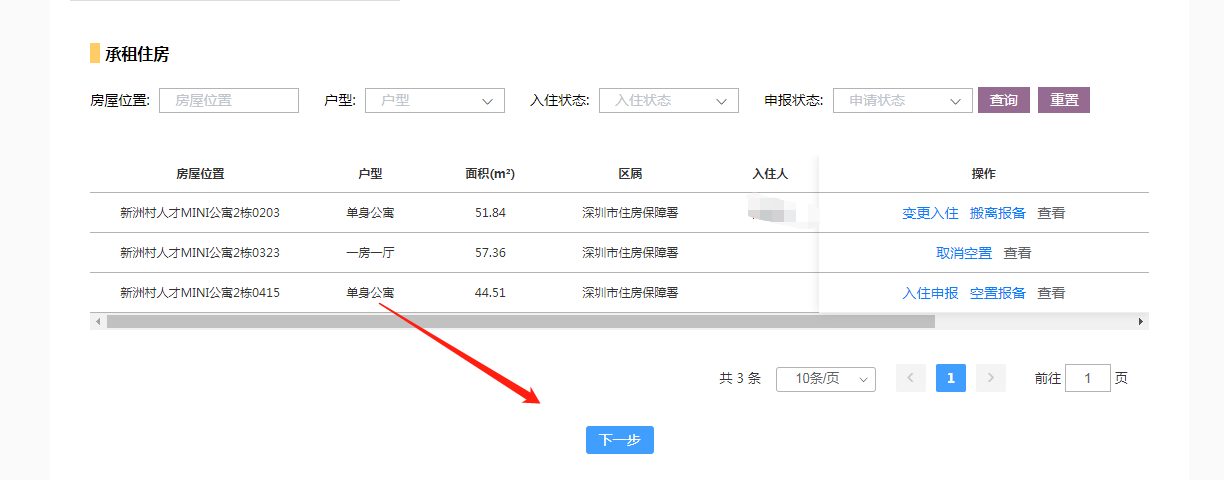 承租住房
房屋位置: 房屋位置 户型: 户型 入住状态: 入住状态 申报状态: 申请状态 查询 重置
房屋位置 户型 面积(m²) 区属 入住人 操作
新洲村人才MINI公寓2栋0203 单身公寓 51.84 深圳市住房保障署 变更入住 搬离报备 查看
新洲村人才MINI公寓2栋0323 一房一厅 57.36 深圳市住房保障署 取消空置 查看
新洲村人才MINI公寓2栋0415 单身公寓 44.51 深圳市住房保障署 入住申报 空置报备 查看
共 3 条 10条/页 1 前往 1 页
下一步